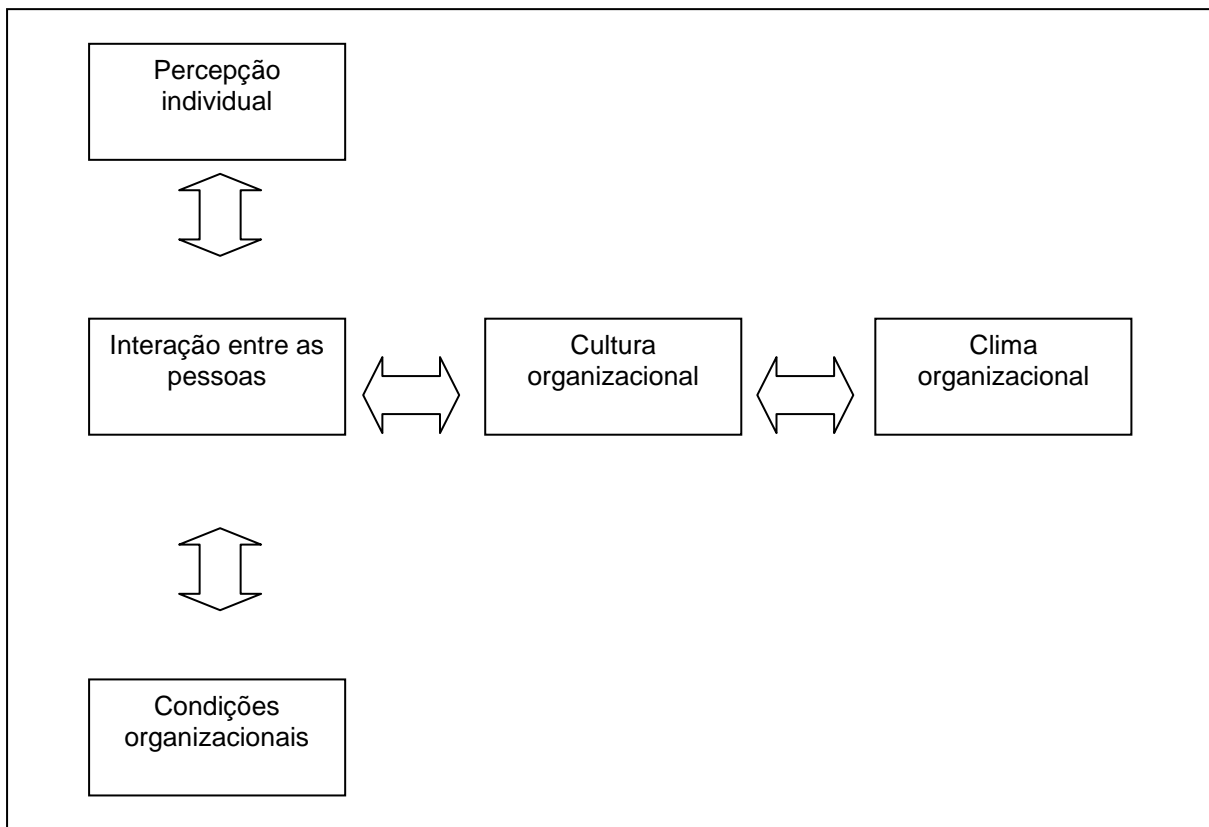 Percepção
individual
Interação entre as
pessoas
Cultura
organizacional
Clima
organizacional
Condições
organizacionais